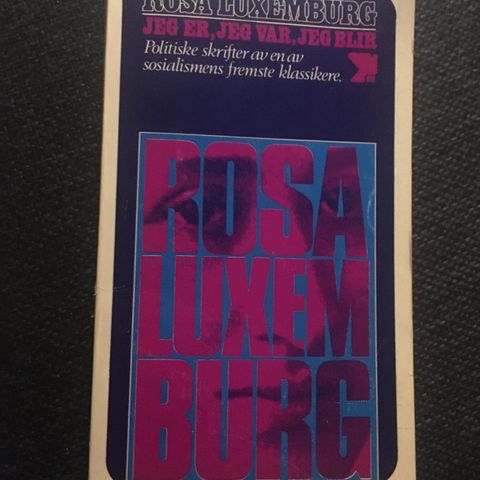 ROSA LUXEMBURG
JEG ER, JEG VAR, JEG BLIR
Politiske skrifter av en av
sosialismens fremste klassikere.
ROSA
LUXEM
BURG